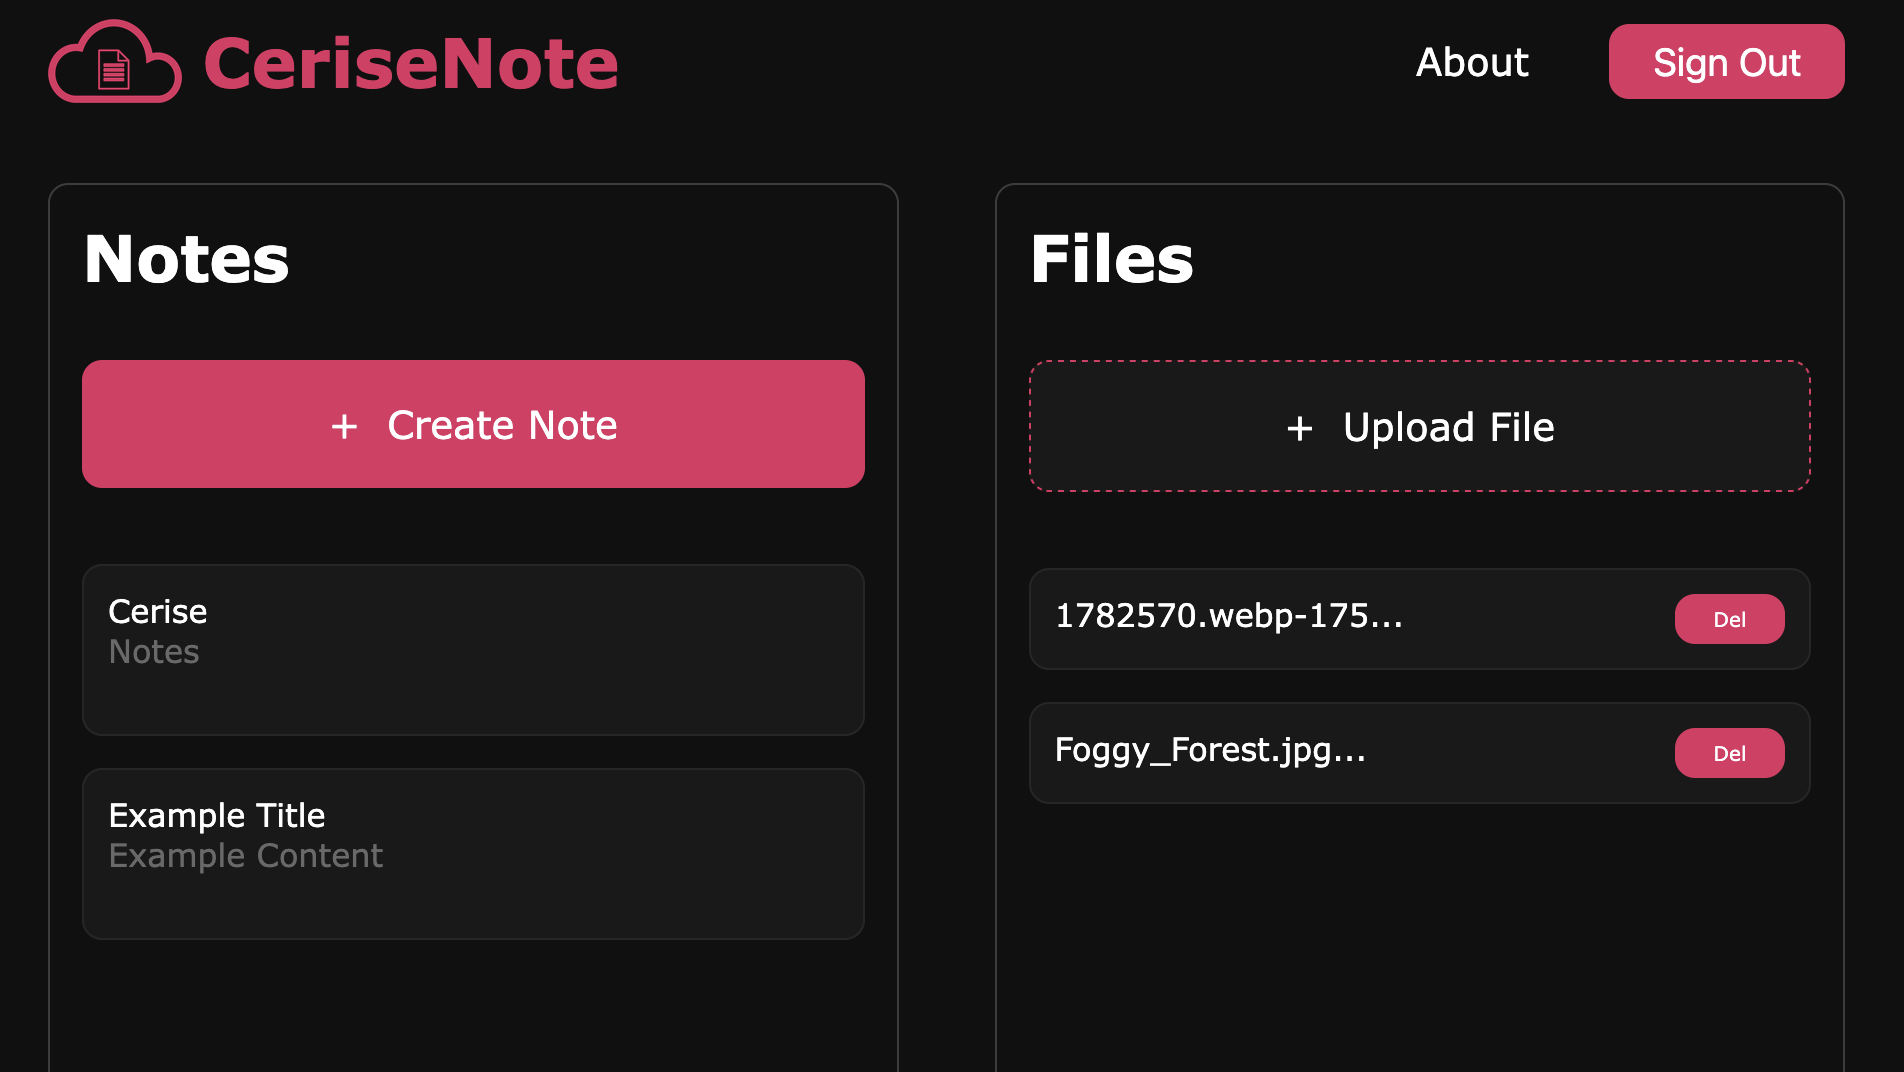 CeriseNote
About
Sign Out
Notes
+ Create Note
Cerise
Notes
Example Title
Example Content
Files
+ Upload File
1782570.webp-175...
Del
Foggy_Forest.jpg...
Del